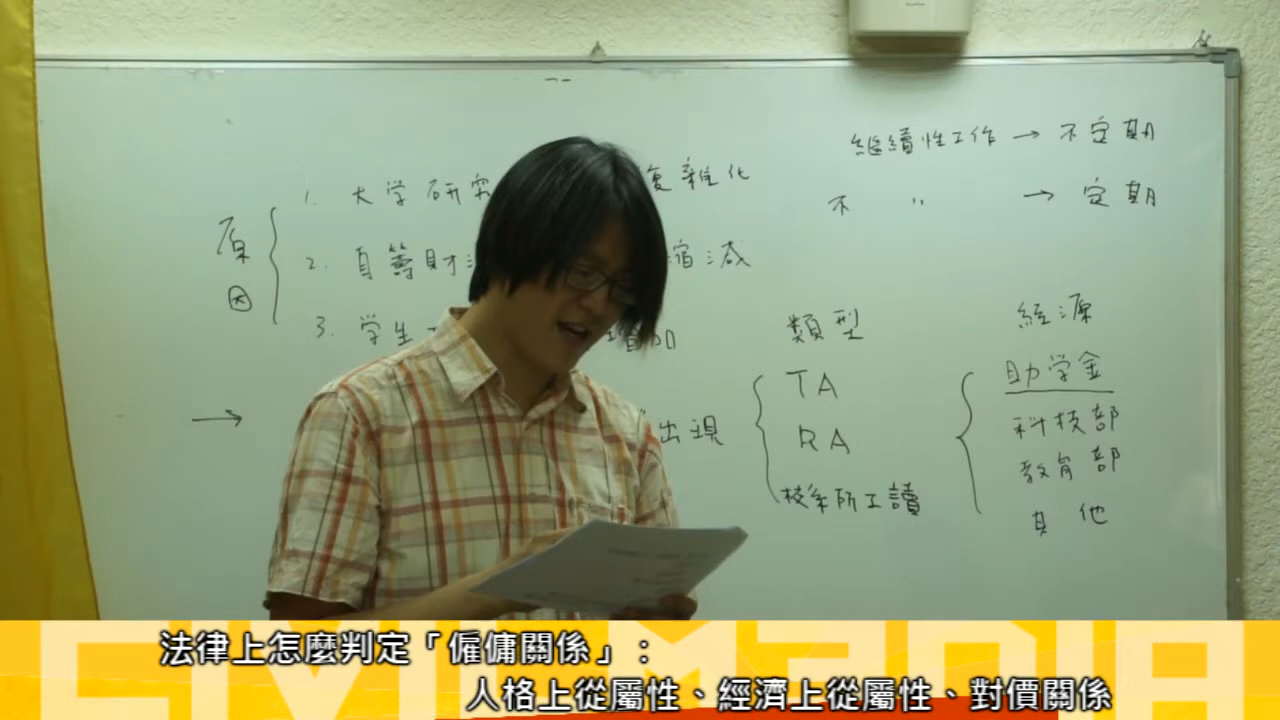 繼續性工作 → 不定期
不 〃 → 定期
原因
1. 大学研究 複雜化
2. 自籌財 縮減
3. 学生 增加
→ 出現
類型
TA
RA
校系所工讀
經源
助学金
科技部
教育部
其他
法律上怎麼判定「僱傭關係」：
人格上從屬性、經濟上從屬性、對價關係